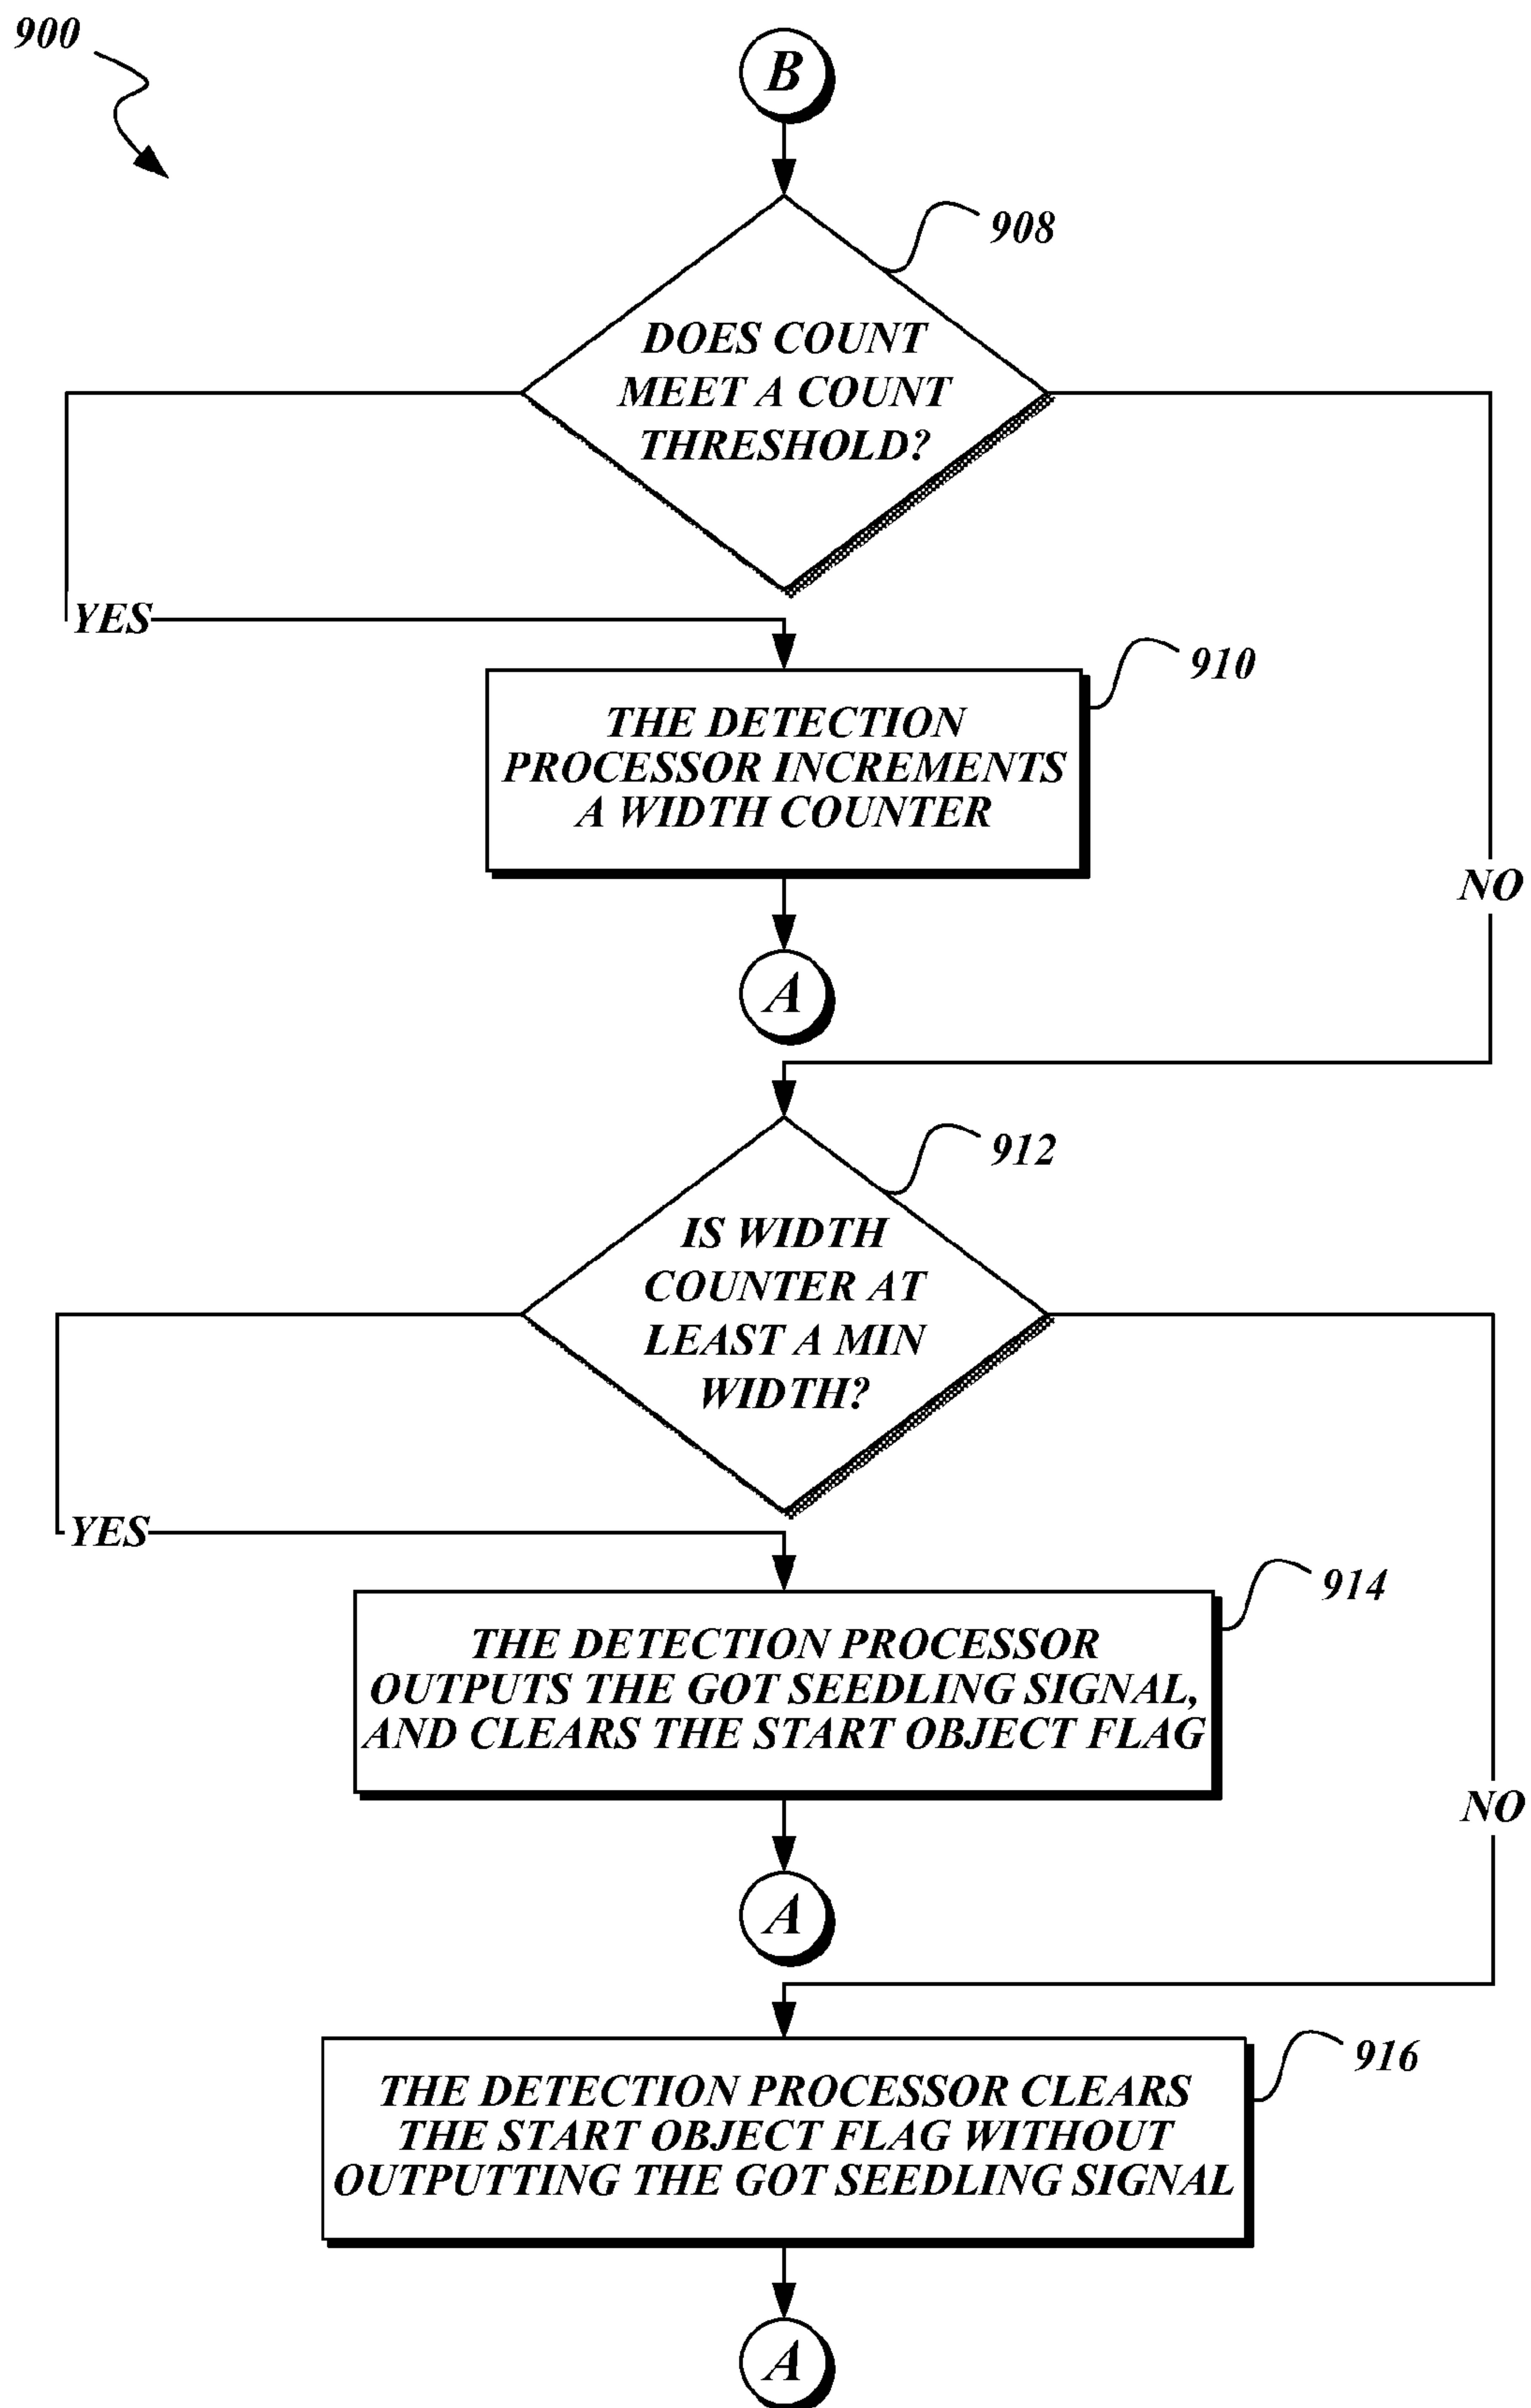 900
B
908
DOES COUNT
MEET A COUNT
THRESHOLD?
YES
910
THE DETECTION
PROCESSOR INCREMENTS
A WIDTH COUNTER
NO
A
912
IS WIDTH
COUNTER AT
LEAST A MIN
WIDTH?
YES
914
THE DETECTION PROCESSOR
OUTPUTS THE GOT SEEDLING SIGNAL,
AND CLEARS THE START OBJECT FLAG
NO
A
916
THE DETECTION PROCESSOR CLEARS
THE START OBJECT FLAG WITHOUT
OUTPUTTING THE GOT SEEDLING SIGNAL
A